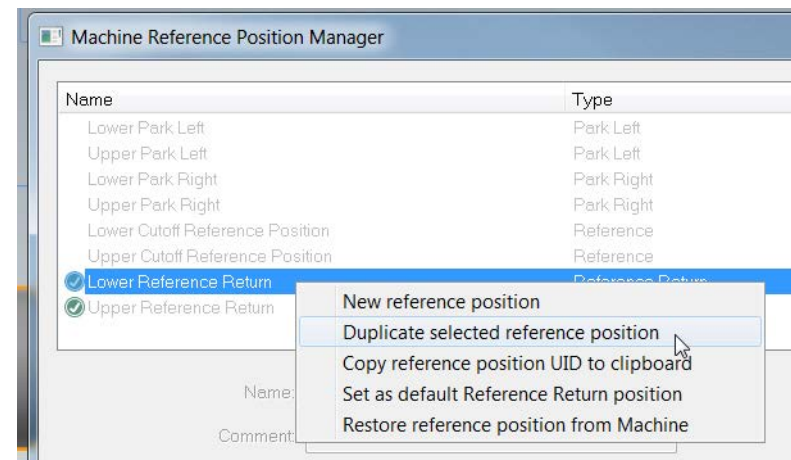 Machine Reference Position Manager
Name Type
Lower Park Left Park Left
Upper Park Left Park Left
Lower Park Right Park Right
Upper Park Right Park Right
Lower Cutoff Reference Position Reference
Upper Cutoff Reference Position Reference
Lower Reference Return Reference Return
Upper Reference Return
New reference position
Duplicate selected reference position
Copy reference position UID to clipboard
Set as default Reference Return position
Restore reference position from Machine
Name:
Comment: